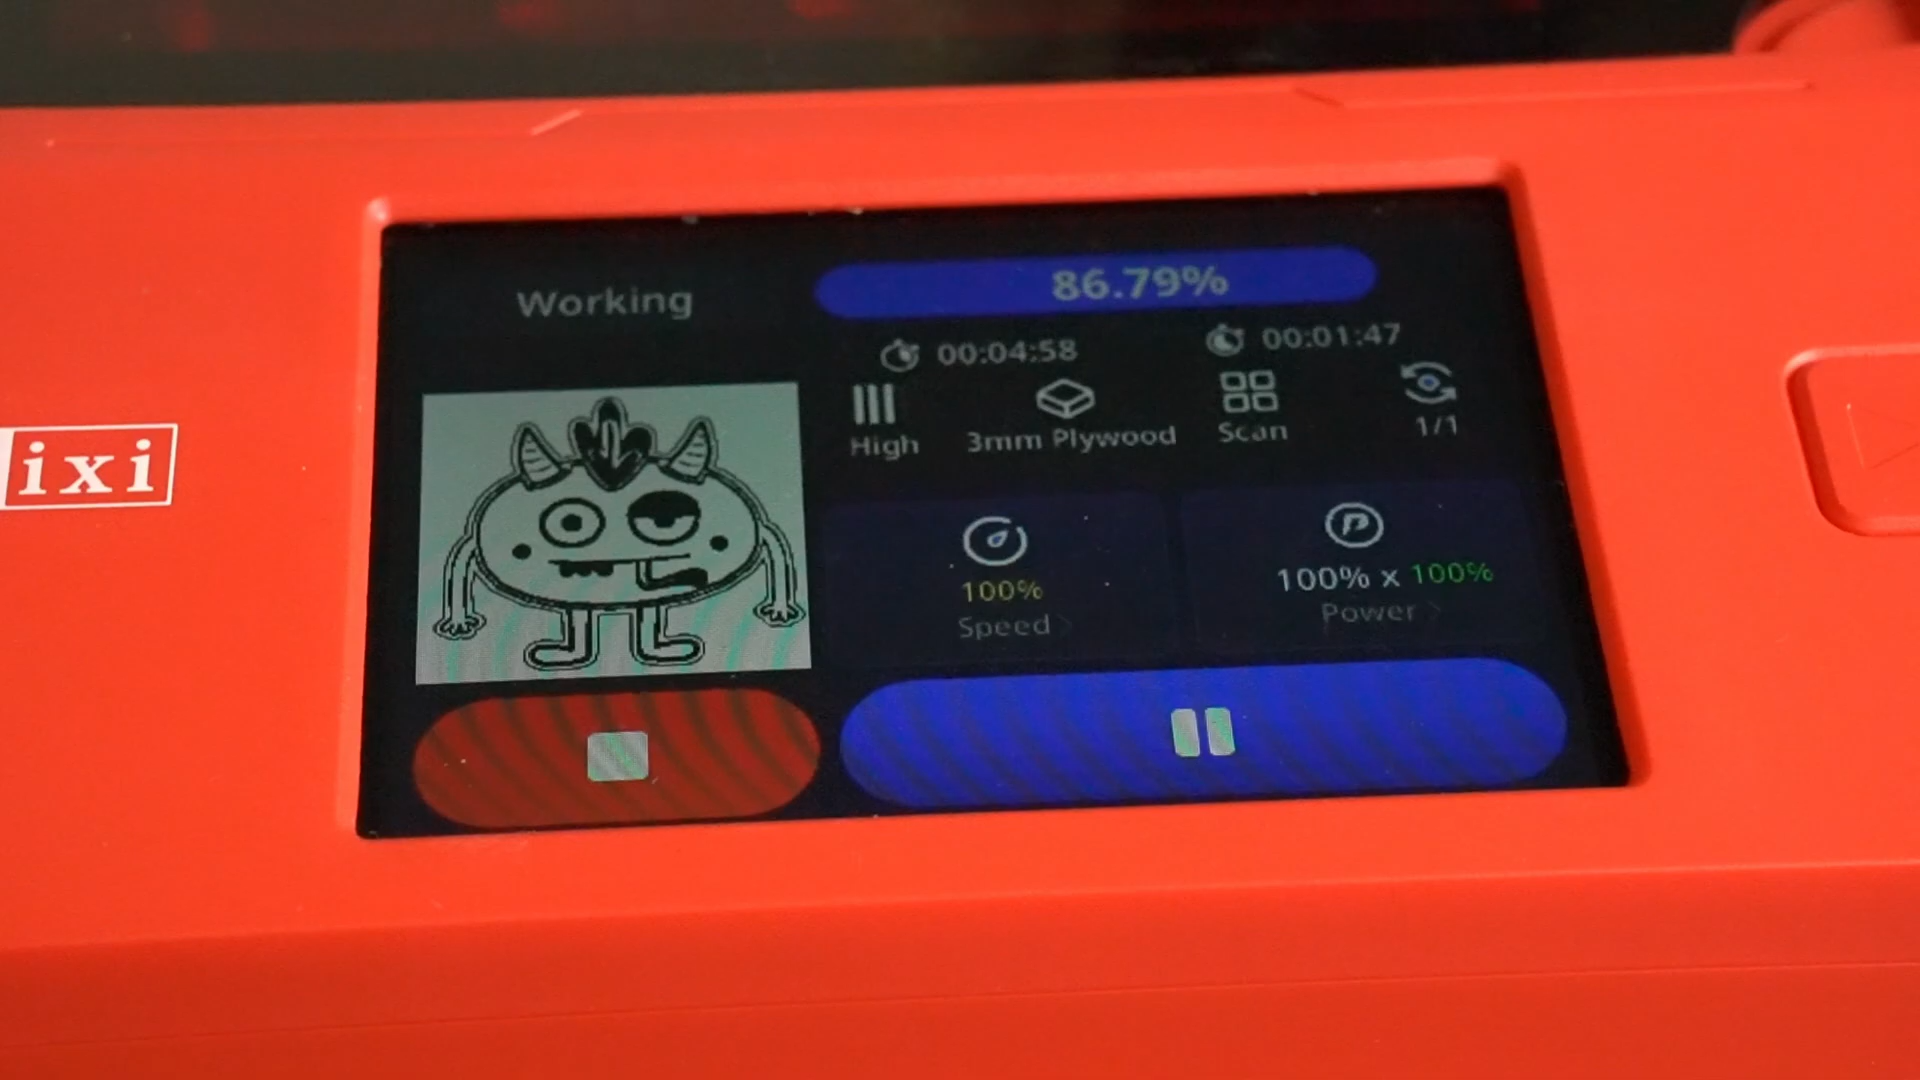 ixi
Working
86.79%
00:04:58 00:01:47
High 3mm Plywood Scan 1/1
100% 100% x 100%
Speed > Power >